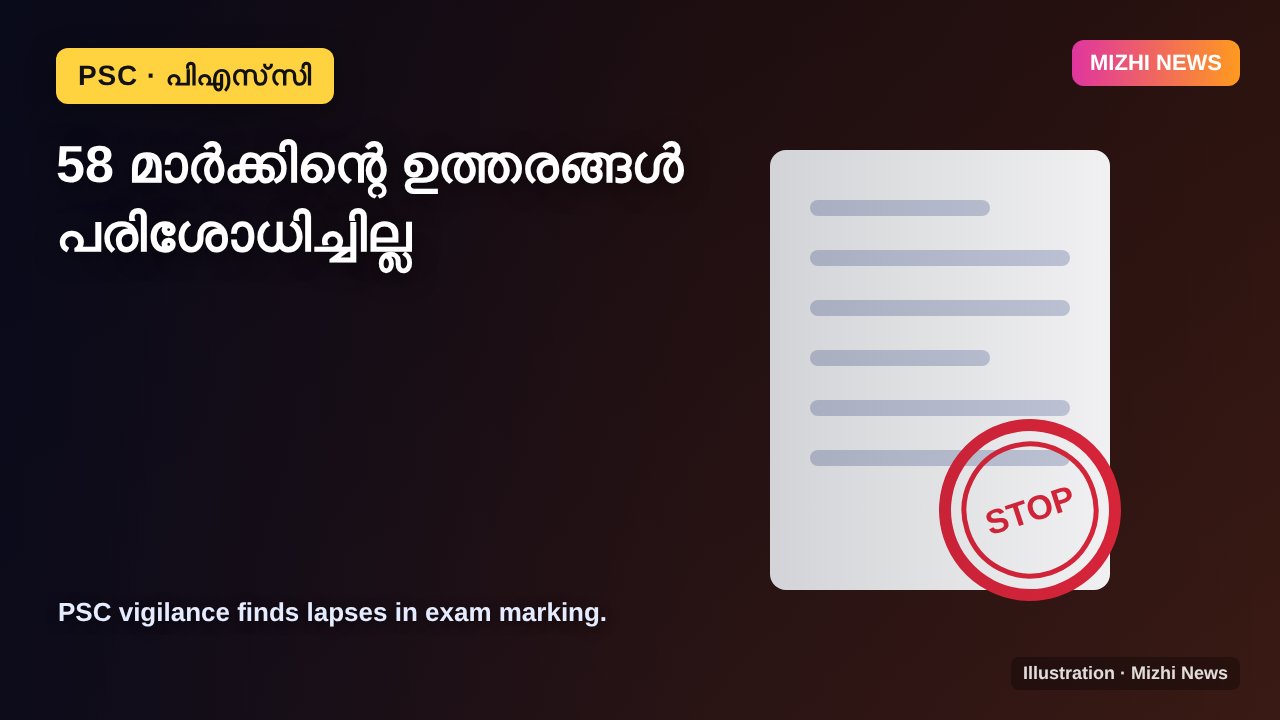 PSC · പിഎസ്‌സി
MIZHI NEWS
58 മാർക്കിന്റെ ഉത്തരങ്ങൾ
പരിശോധിച്ചില്ല
STOP
PSC vigilance finds lapses in exam marking.
Illustration · Mizhi News